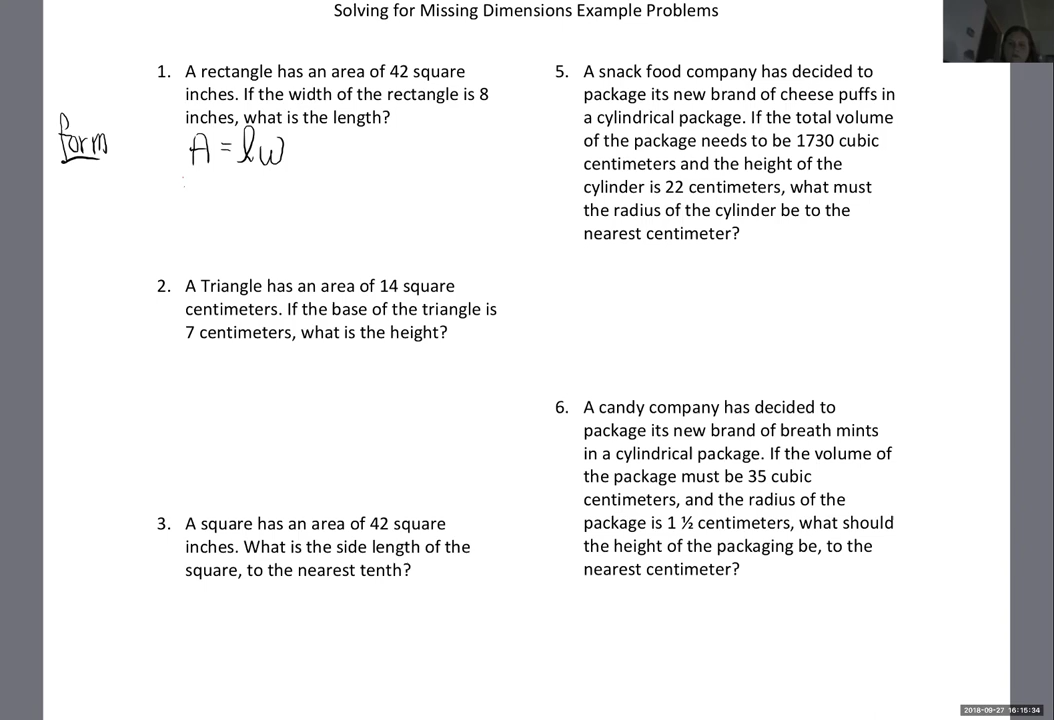 Solving for Missing Dimensions Example Problems
1. A rectangle has an area of 42 square
inches. If the width of the rectangle is 8
inches, what is the length?
form
A = lw
2. A Triangle has an area of 14 square
centimeters. If the base of the triangle is
7 centimeters, what is the height?
3. A square has an area of 42 square
inches. What is the side length of the
square, to the nearest tenth?
5. A snack food company has decided to
package its new brand of cheese puffs in
a cylindrical package. If the total volume
of the package needs to be 1730 cubic
centimeters and the height of the
cylinder is 22 centimeters, what must
the radius of the cylinder be to the
nearest centimeter?
6. A candy company has decided to
package its new brand of breath mints
in a cylindrical package. If the volume of
the package must be 35 cubic
centimeters, and the radius of the
package is 1 ½ centimeters, what should
the height of the packaging be, to the
nearest centimeter?
2018-09-27 16:15:34